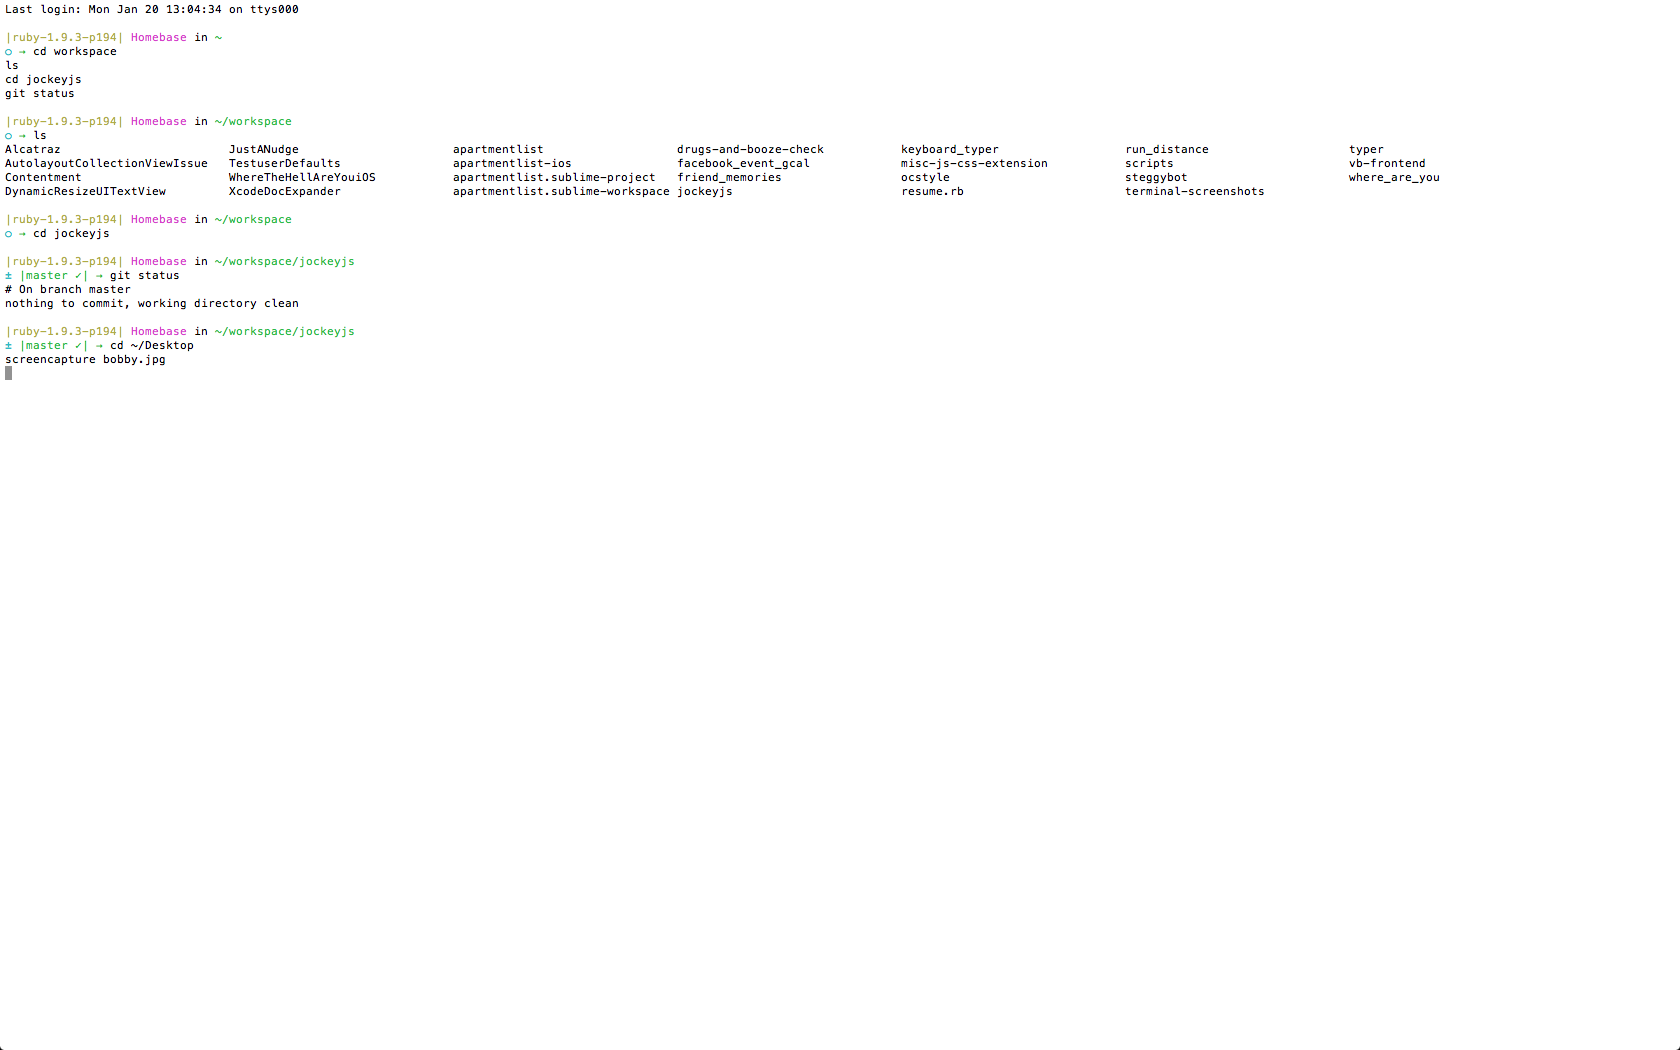 Last login: Mon Jan 20 13:04:34 on ttys000
|ruby-1.9.3-p194| Homebase in ~
○ → cd workspace
ls
cd jockeyjs
git status
|ruby-1.9.3-p194| Homebase in ~/workspace
○ → ls
Alcatraz JustANudge apartmentlist drugs-and-booze-check keyboard_typer run_distance typer
AutolayoutCollectionViewIssue TestuserDefaults apartmentlist-ios facebook_event_gcal misc-js-css-extension scripts vb-frontend
Contentment WhereTheHellAreYouiOS apartmentlist.sublime-project friend_memories ocstyle steggybot where_are_you
DynamicResizeUITextView XcodeDocExpander apartmentlist.sublime-workspace jockeyjs resume.rb terminal-screenshots
|ruby-1.9.3-p194| Homebase in ~/workspace
○ → cd jockeyjs
|ruby-1.9.3-p194| Homebase in ~/workspace/jockeyjs
± |master ✓| → git status
# On branch master
nothing to commit, working directory clean
|ruby-1.9.3-p194| Homebase in ~/workspace/jockeyjs
± |master ✓| → cd ~/Desktop
screencapture bobby.jpg